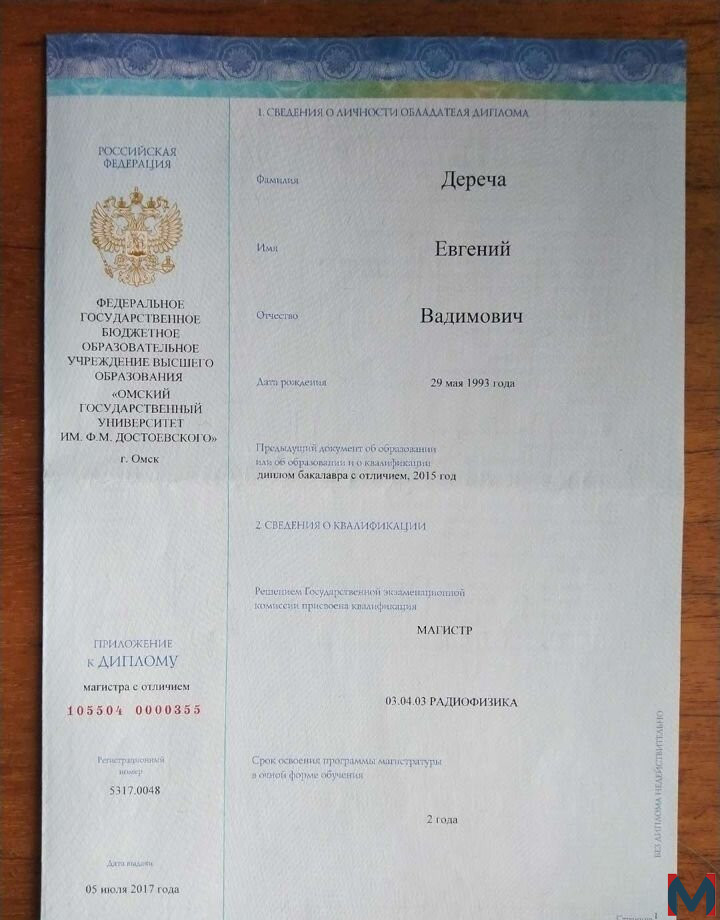 РОССИЙСКАЯ
ФЕДЕРАЦИЯ
ФЕДЕРАЛЬНОЕ
ГОСУДАРСТВЕННОЕ
БЮДЖЕТНОЕ
ОБРАЗОВАТЕЛЬНОЕ
УЧРЕЖДЕНИЕ ВЫСШЕГО
ОБРАЗОВАНИЯ
«ОМСКИЙ
ГОСУДАРСТВЕННЫЙ
УНИВЕРСИТЕТ
ИМ. Ф.М. ДОСТОЕВСКОГО»
г. Омск
ПРИЛОЖЕНИЕ
к ДИПЛОМУ
магистра с отличием
105504 0000355
Регистрационный
номер
5317.0048
Дата выдачи
05 июля 2017 года
1. СВЕДЕНИЯ О ЛИЧНОСТИ ОБЛАДАТЕЛЯ ДИПЛОМА
Фамилия
Дереча
Имя
Евгений
Отчество
Вадимович
Дата рождения
29 мая 1993 года
Предыдущий документ об образовании
или об образовании и о квалификации
диплом бакалавра с отличием, 2015 год
2. СВЕДЕНИЯ О КВАЛИФИКАЦИИ
Решением Государственной экзаменационной
комиссии присвоена квалификация
МАГИСТР
03.04.03 РАДИОФИЗИКА
Срок освоения программы магистратуры
в очной форме обучения
2 года
БЕЗ ДИПЛОМА НЕДЕЙСТВИТЕЛЬНО
Страница 1
M